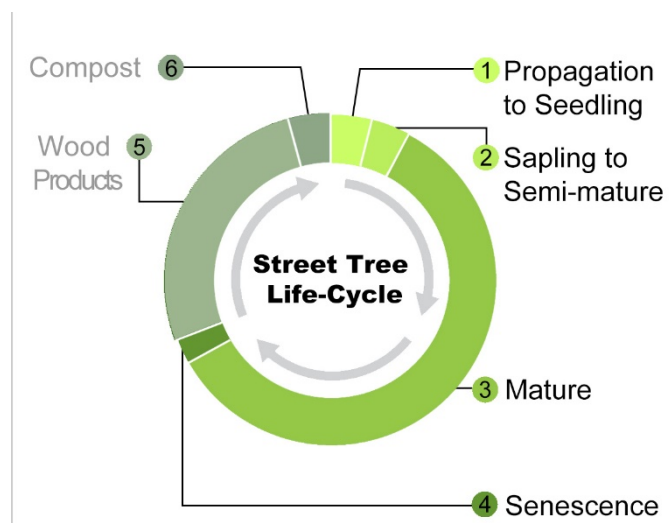 Street Tree
Life-Cycle
1 Propagation
to Seedling
2 Sapling to
Semi-mature
3 Mature
4 Senescence
5 Wood
Products
6 Compost